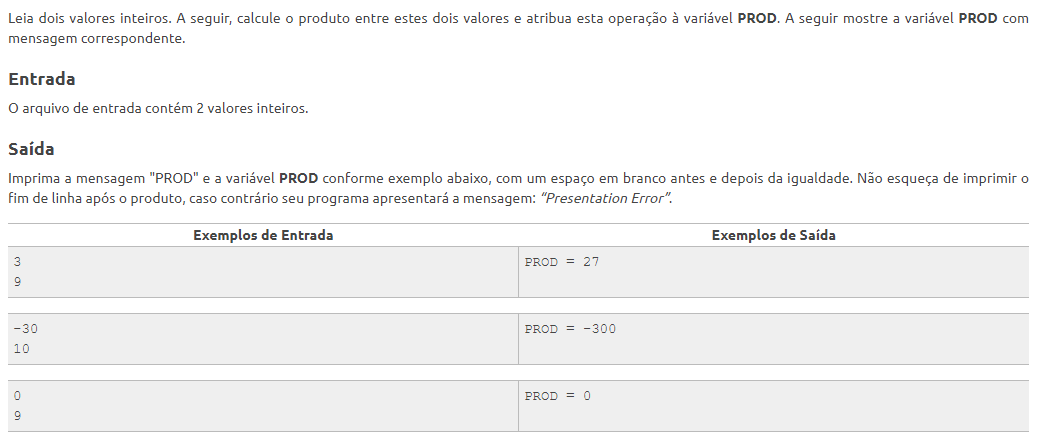 Leia dois valores inteiros. A seguir, calcule o produto entre estes dois valores e atribua esta operação à variável PROD. A seguir mostre a variável PROD com
mensagem correspondente.
Entrada
O arquivo de entrada contém 2 valores inteiros.
Saída
Imprima a mensagem "PROD" e a variável PROD conforme exemplo abaixo, com um espaço em branco antes e depois da igualdade. Não esqueça de imprimir o
fim de linha após o produto, caso contrário seu programa apresentará a mensagem: “Presentation Error”.
Exemplos de Entrada Exemplos de Saída
3 PROD = 27
9
-30 PROD = -300
10
0 PROD = 0
9